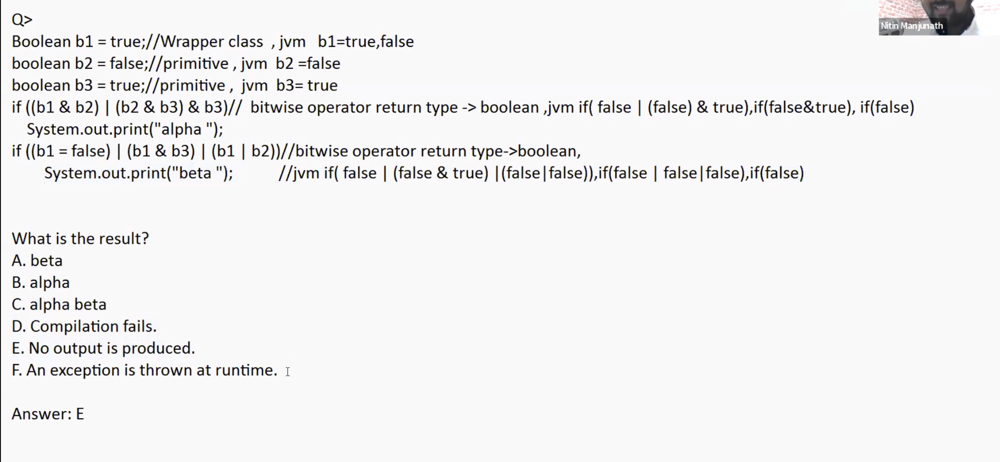 Q>
Nitin Manjunath
Boolean b1 = true;//Wrapper class , jvm b1=true,false
boolean b2 = false;//primitive , jvm b2 =false
boolean b3 = true;//primitive , jvm b3= true
if ((b1 & b2) | (b2 & b3) & b3)// bitwise operator return type -> boolean ,jvm if( false | (false) & true),if(false&true), if(false)
System.out.print("alpha ");
if ((b1 = false) | (b1 & b3) | (b1 | b2))//bitwise operator return type->boolean,
System.out.print("beta "); //jvm if( false | (false & true) |(false|false)),if(false | false|false),if(false)
What is the result?
A. beta
B. alpha
C. alpha beta
D. Compilation fails.
E. No output is produced.
F. An exception is thrown at runtime.
Answer: E